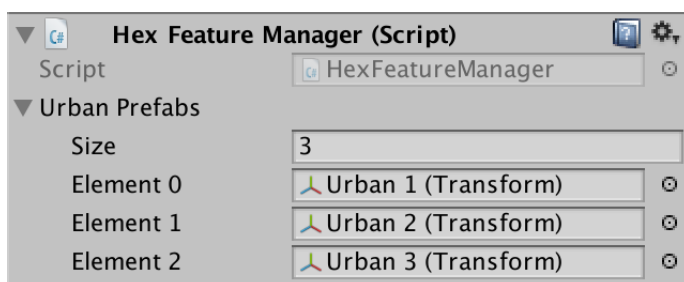 Hex Feature Manager (Script)
Script HexFeatureManager
Urban Prefabs
Size 3
Element 0 Urban 1 (Transform)
Element 1 Urban 2 (Transform)
Element 2 Urban 3 (Transform)